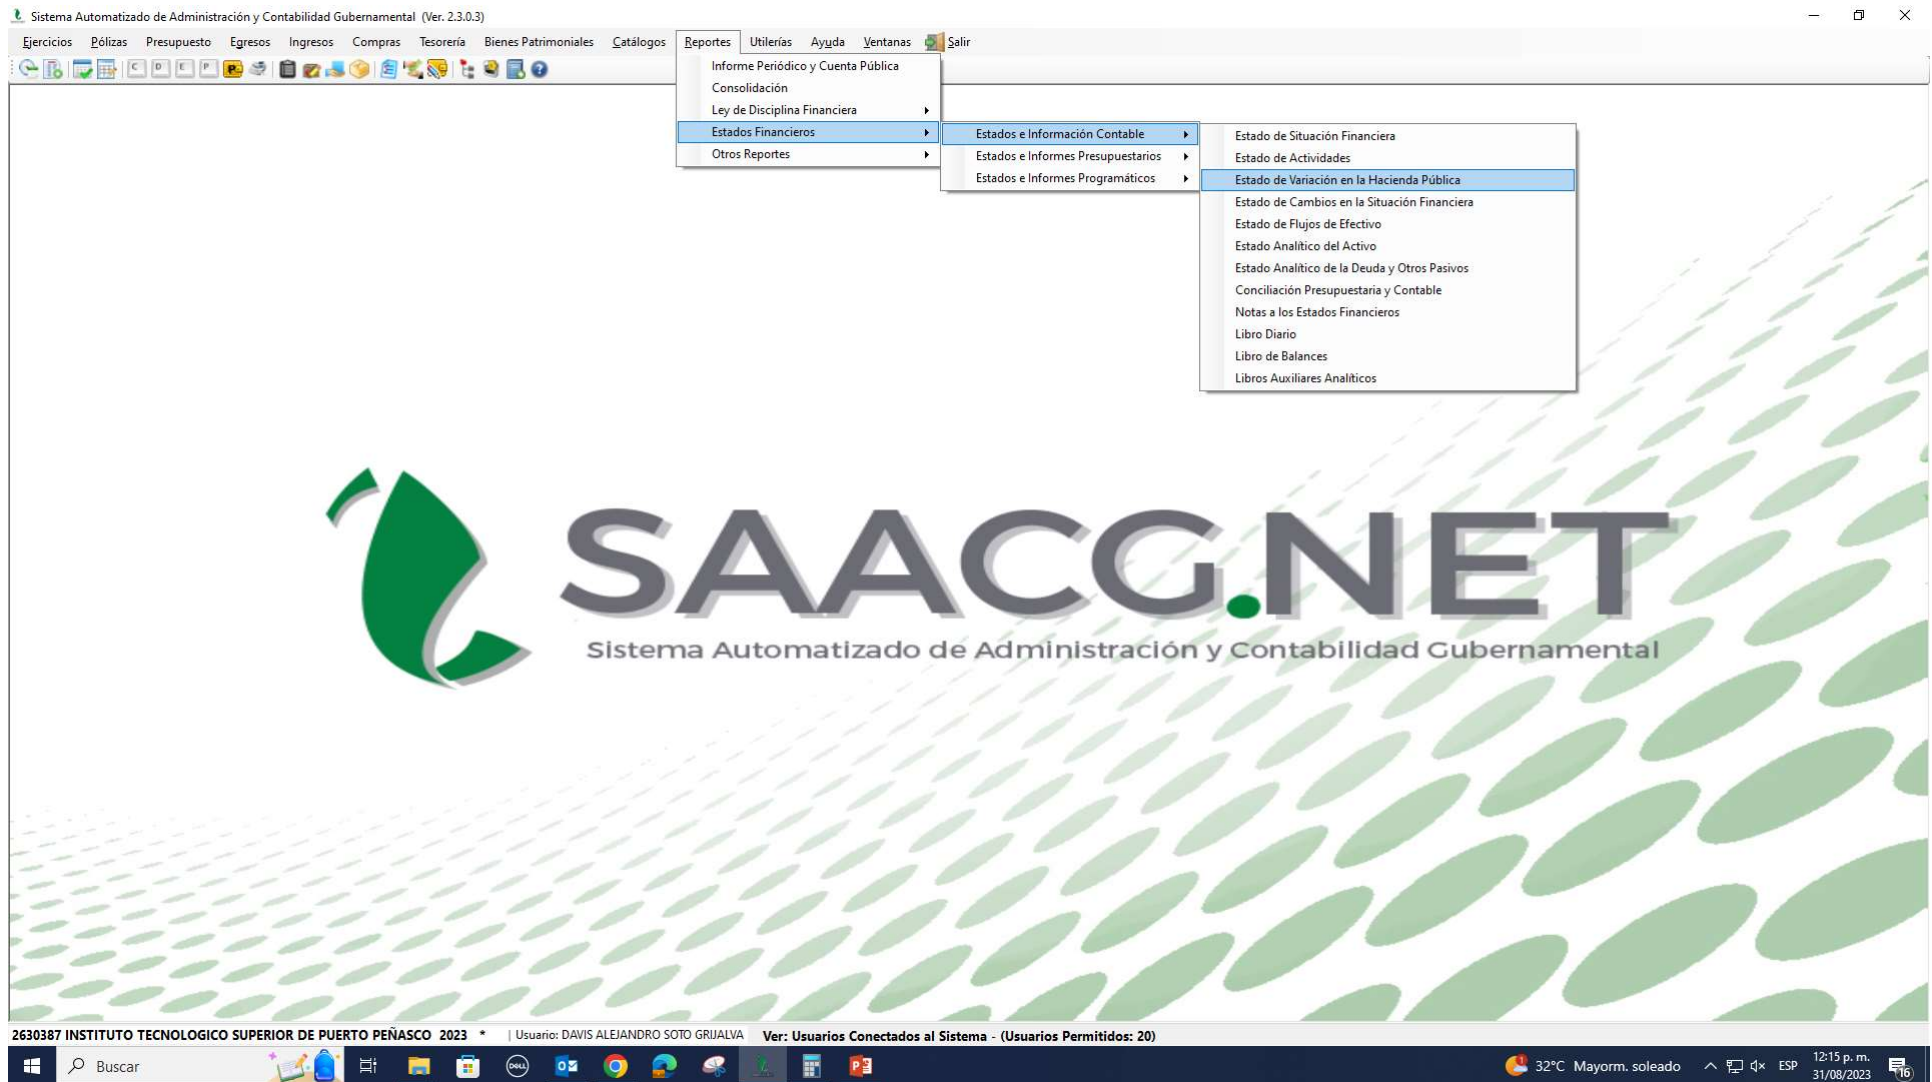 Sistema Automatizado de Administración y Contabilidad Gubernamental (Ver. 2.3.0.3)
Ejercicios Pólizas Presupuesto Egresos Ingresos Compras Tesorería Bienes Patrimoniales Catálogos Reportes Utilerías Ayuda Ventanas Salir
C D E P
Informe Periódico y Cuenta Pública
Consolidación
Ley de Disciplina Financiera
Estados Financieros
Otros Reportes
Estados e Información Contable
Estados e Informes Presupuestarios
Estados e Informes Programáticos
Estado de Situación Financiera
Estado de Actividades
Estado de Variación en la Hacienda Pública
Estado de Cambios en la Situación Financiera
Estado de Flujos de Efectivo
Estado Analítico del Activo
Estado Analítico de la Deuda y Otros Pasivos
Conciliación Presupuestaria y Contable
Notas a los Estados Financieros
Libro Diario
Libro de Balances
Libros Auxiliares Analíticos
SAACG.NET
Sistema Automatizado de Administración y Contabilidad Gubernamental
2630387 INSTITUTO TECNOLOGICO SUPERIOR DE PUERTO PEÑASCO 2023 * | Usuario: DAVIS ALEJANDRO SOTO GRIJALVA Ver: Usuarios Conectados al Sistema - (Usuarios Permitidos: 20)
Buscar
32°C Mayorm. soleado
ESP
12:15 p. m.
31/08/2023
16